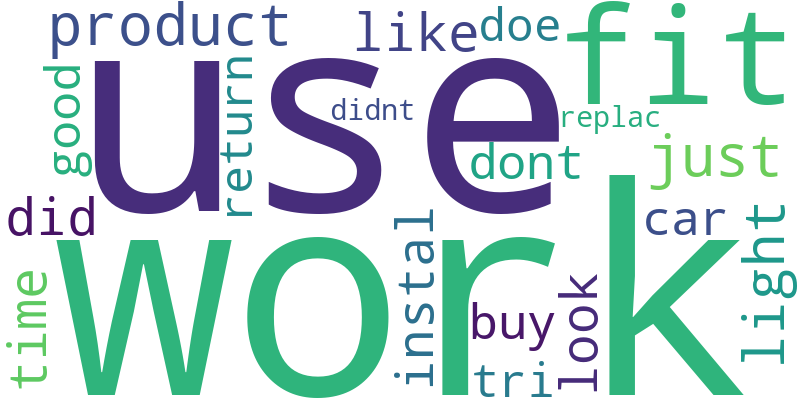 product
like
doe
fit
use
good
return
didnt
replac
dont
just
did
car
work
time
instal
light
look
buy
tri